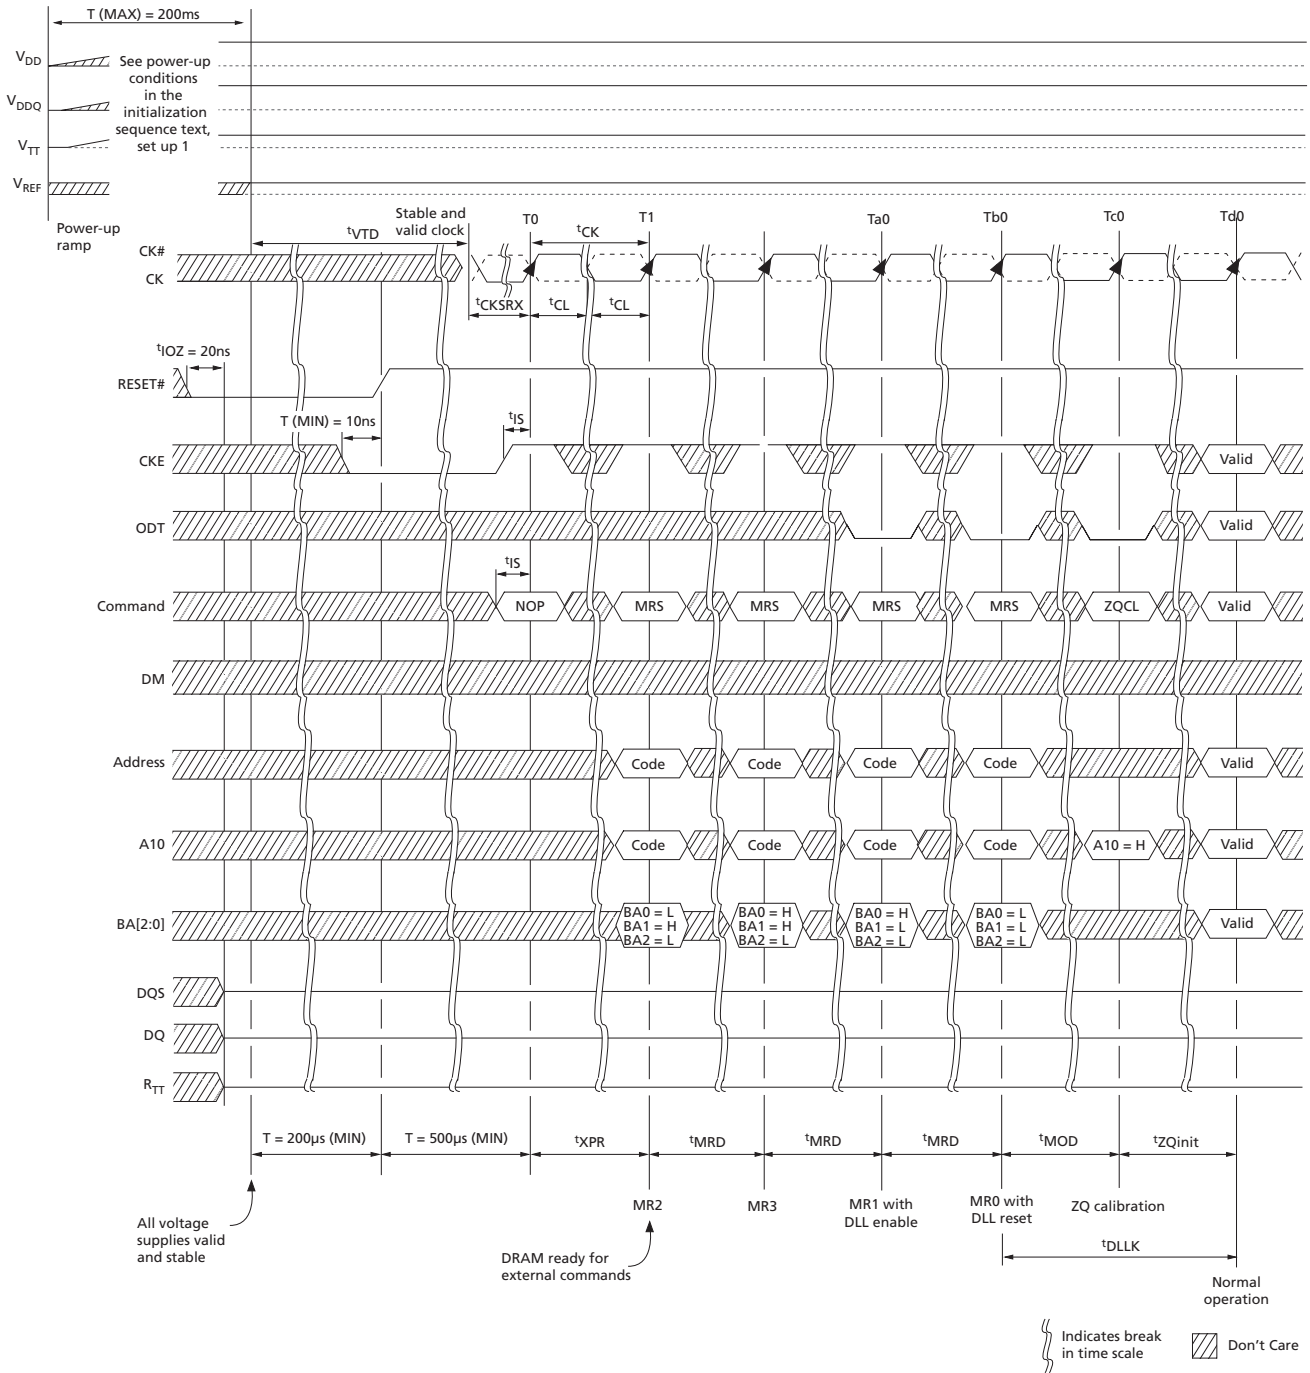 T (MAX) = 200ms
VDD
See power-up
conditions
in the
initialization
sequence text,
set up 1
VDDQ
VTT
VREF
Power-up
ramp
Stable and
valid clock
T0
T1
Ta0
Tb0
Tc0
Td0
tVTD
tCK
CK#
CK
tCKSRX
tCL
tCL
tIOZ = 20ns
RESET#
T (MIN) = 10ns
tIS
CKE
Valid
ODT
Valid
tIS
Command
NOP
MRS
MRS
MRS
MRS
ZQCL
Valid
DM
Address
Code
Code
Code
Code
Valid
A10
Code
Code
Code
Code
A10 = H
Valid
BA[2:0]
BA0 = L
BA1 = H
BA2 = L
BA0 = H
BA1 = H
BA2 = L
BA0 = H
BA1 = L
BA2 = L
BA0 = L
BA1 = L
BA2 = L
Valid
DQS
DQ
RTT
T = 200μs (MIN)
T = 500μs (MIN)
tXPR
tMRD
tMRD
tMRD
tMOD
tZQinit
MR2
MR3
MR1 with
DLL enable
MR0 with
DLL reset
ZQ calibration
All voltage
supplies valid
and stable
DRAM ready for
external commands
tDLLK
Normal
operation
Indicates break
in time scale
Don't Care